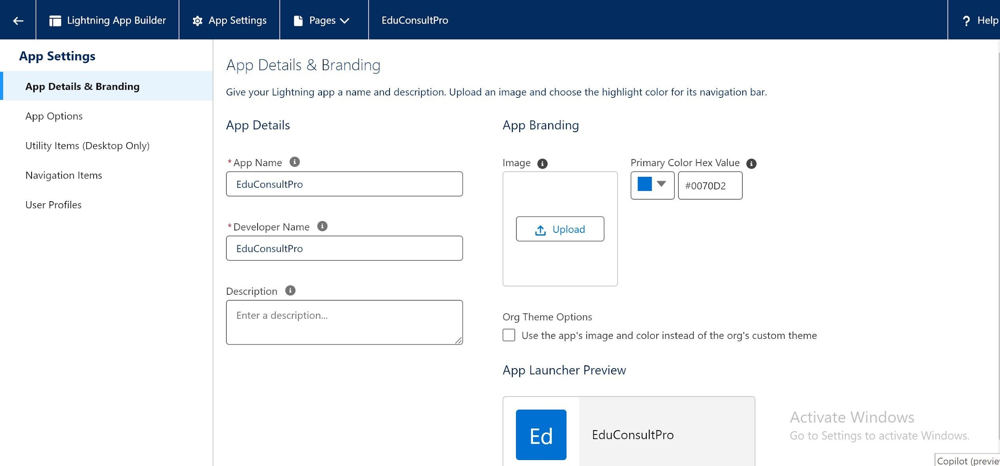 Lightning App Builder
App Settings
Pages
EduConsultPro
? Help
App Settings
App Details & Branding
App Options
Utility Items (Desktop Only)
Navigation Items
User Profiles
App Details & Branding
Give your Lightning app a name and description. Upload an image and choose the highlight color for its navigation bar.
App Details
*App Name
EduConsultPro
*Developer Name
EduConsultPro
Description
Enter a description...
App Branding
Image
Upload
Primary Color Hex Value
#0070D2
Org Theme Options
Use the app's image and color instead of the org's custom theme
App Launcher Preview
Ed
EduConsultPro
Activate Windows
Go to Settings to activate Windows.
Copilot (previe